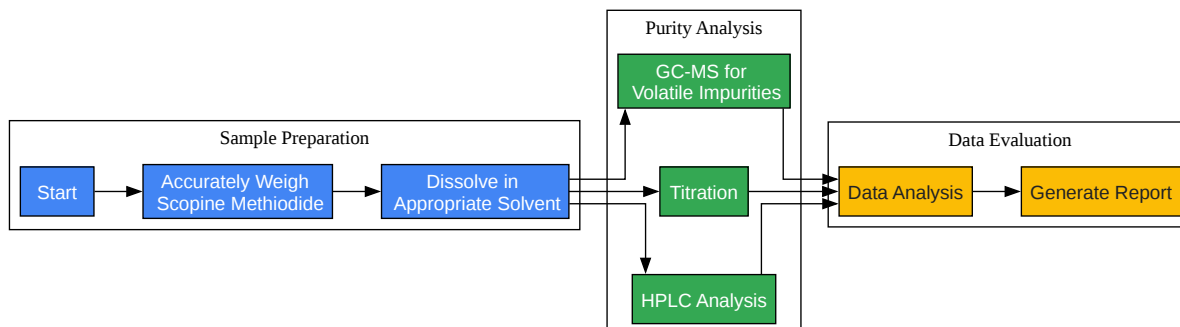 Sample Preparation
Start
Accurately Weigh
Scopine Methiodide
Dissolve in
Appropriate Solvent
Purity Analysis
GC-MS for
Volatile Impurities
Titration
HPLC Analysis
Data Evaluation
Data Analysis
Generate Report